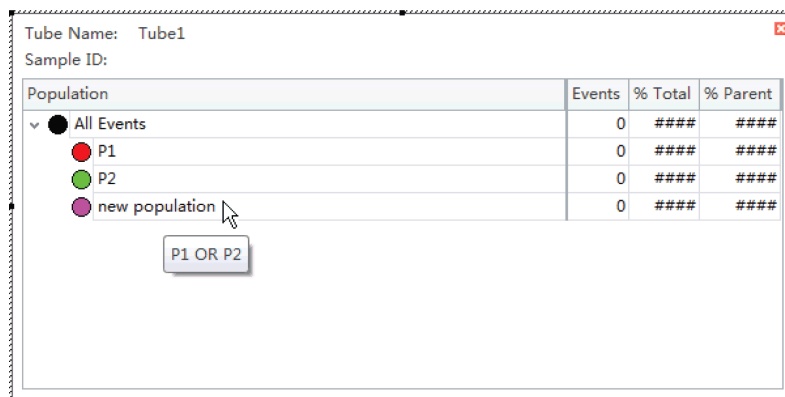 Tube Name: Tube1
Sample ID:
Population Events % Total % Parent
All Events 0 #### ####
P1 0 #### ####
P2 0 #### ####
new population 0 #### ####
P1 OR P2